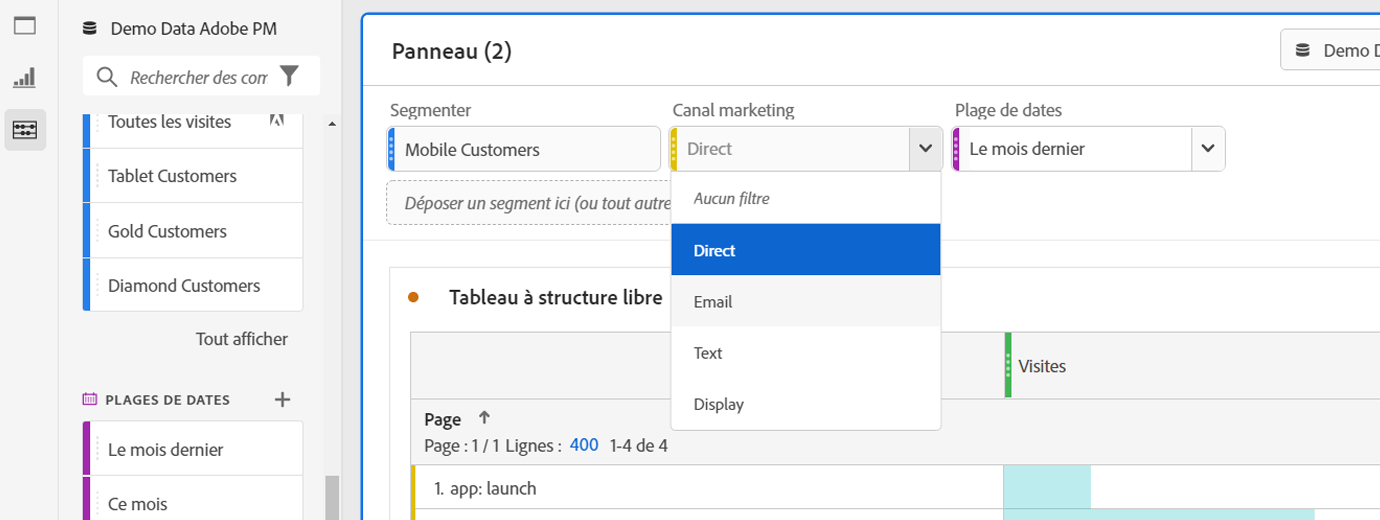 Demo Data Adobe PM
Rechercher des com
Toutes les visites
Tablet Customers
Gold Customers
Diamond Customers
Tout afficher
PLAGES DE DATES
Le mois dernier
Ce mois
Panneau (2)
Demo D
Segmenter
Canal marketing
Plage de dates
Mobile Customers
Direct
Le mois dernier
Déposer un segment ici (ou tout autre
Aucun filtre
Direct
Email
Text
Display
Tableau à structure libre
Visites
Page
Page : 1 / 1 Lignes : 400 1-4 de 4
1. app: launch